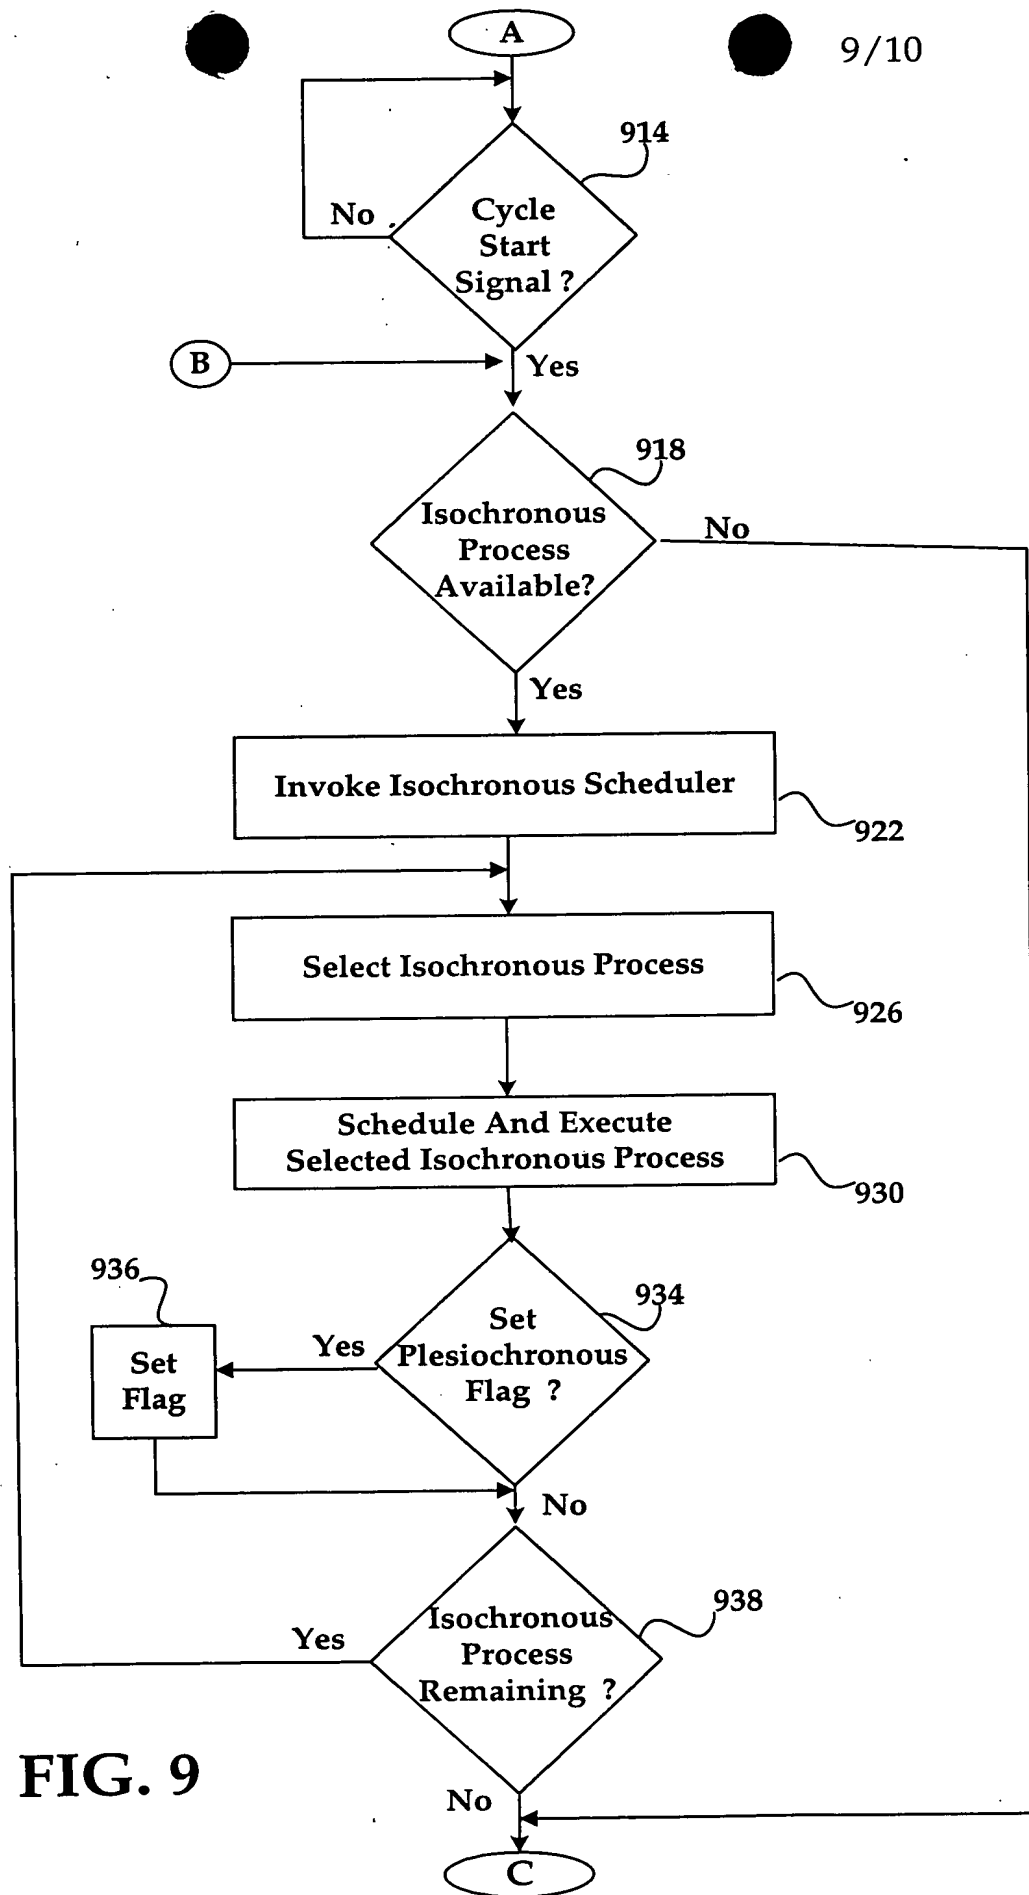 A
9/10
914
Cycle
Start
Signal ?
No
B
Yes
918
Isochronous
Process
Available?
No
Yes
Invoke Isochronous Scheduler
922
Select Isochronous Process
926
Schedule And Execute
Selected Isochronous Process
930
936
934
Set
Plesiochronous
Flag ?
Yes
Set
Flag
No
938
Isochronous
Process
Remaining ?
Yes
FIG. 9
No
C